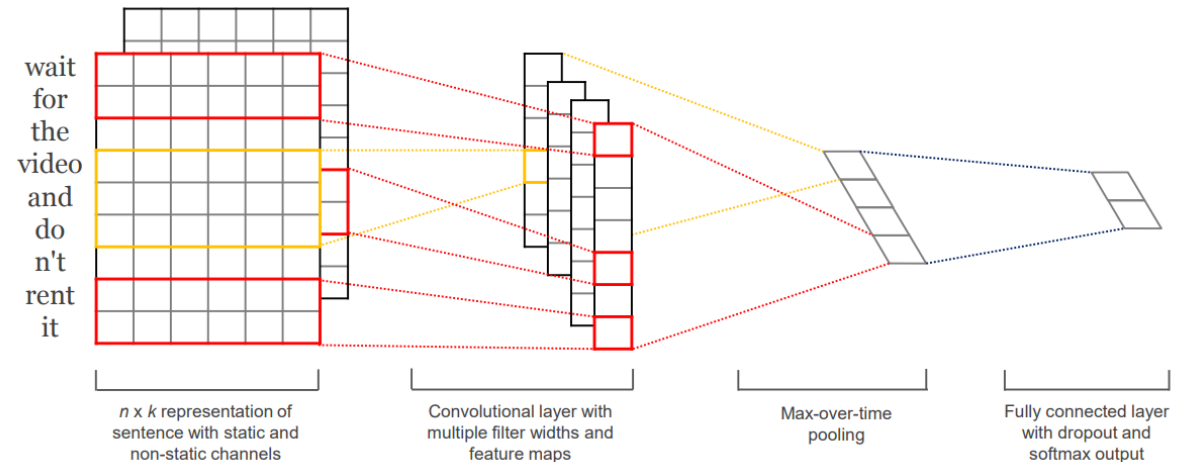 wait
for
the
video
and
do
n't
rent
it
n x k representation of
sentence with static and
non-static channels
Convolutional layer with
multiple filter widths and
feature maps
Max-over-time
pooling
Fully connected layer
with dropout and
softmax output